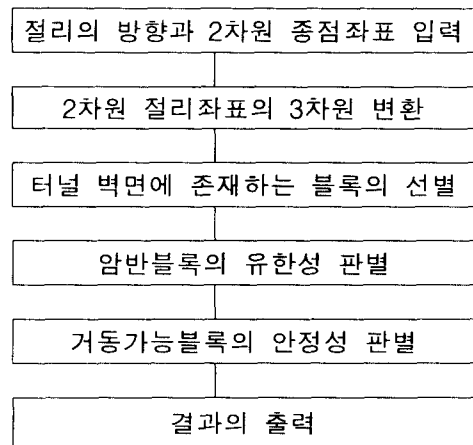 절리의 방향과 2차원 종점좌표 입력
2차원 절리좌표의 3차원 변환
터널 벽면에 존재하는 블록의 선별
암반블록의 유한성 판별
거동가능블록의 안정성 판별
결과의 출력